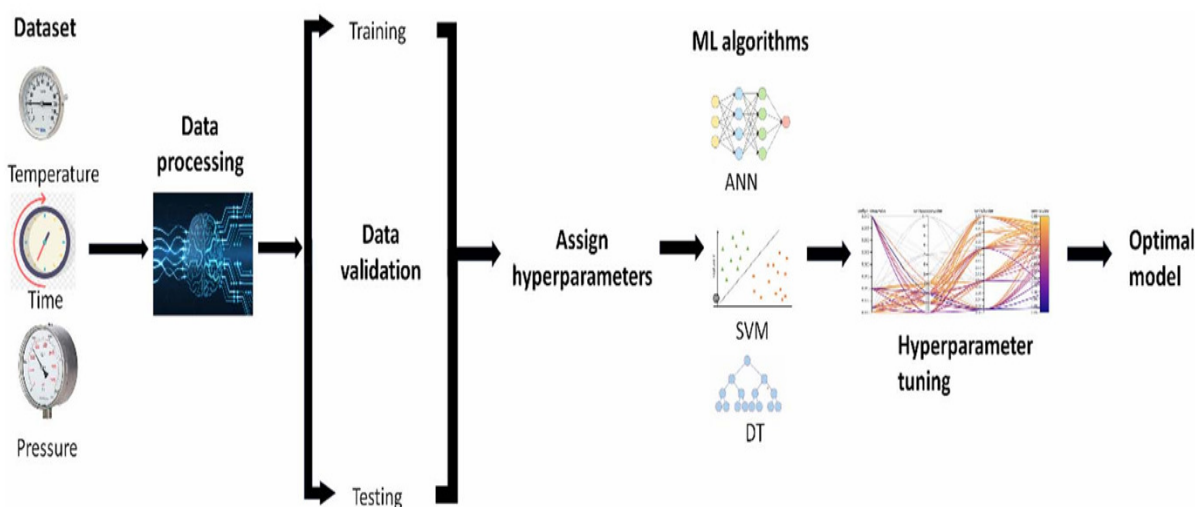 Dataset
Temperature
Time
Pressure
Data
processing
Training
Data
validation
Testing
Assign
hyperparameters
ML algorithms
ANN
SVM
DT
Hyperparameter
tuning
Optimal
model